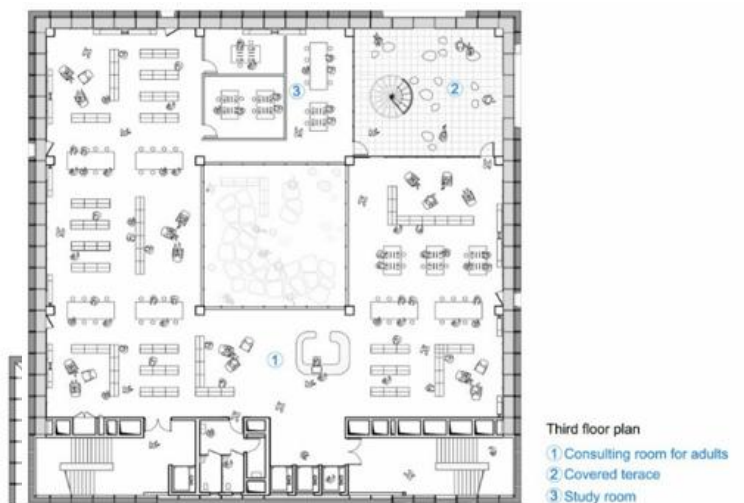 3
2
1
Third floor plan
1 Consulting room for adults
2 Covered terace
3 Study room